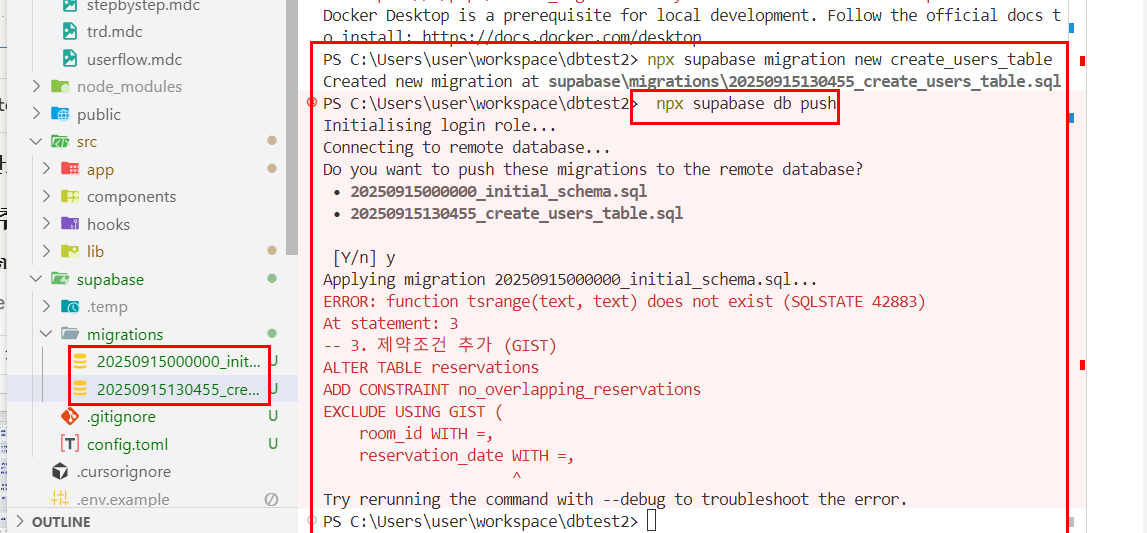 stepbystep.mdc
trd.mdc
userflow.mdc
node_modules
public
src
app
components
hooks
lib
supabase
.temp
migrations
20250915000000_init... U
20250915130455_cre... U
.gitignore U
config.toml U
.cursorignore
.env.example
OUTLINE
Docker Desktop is a prerequisite for local development. Follow the official docs t
o install: https://docs.docker.com/desktop
PS C:\Users\user\workspace\dbtest2> npx supabase migration new create_users_table
Created new migration at supabase\migrations\20250915130455_create_users_table.sql
PS C:\Users\user\workspace\dbtest2> npx supabase db push
Initialising login role...
Connecting to remote database...
Do you want to push these migrations to the remote database?
• 20250915000000_initial_schema.sql
• 20250915130455_create_users_table.sql
[Y/n] y
Applying migration 20250915000000_initial_schema.sql...
ERROR: function tsrange(text, text) does not exist (SQLSTATE 42883)
At statement: 3
-- 3. 제약조건 추가 (GIST)
ALTER TABLE reservations
ADD CONSTRAINT no_overlapping_reservations
EXCLUDE USING GIST (
room_id WITH =,
reservation_date WITH =,
^
Try rerunning the command with --debug to troubleshoot the error.
PS C:\Users\user\workspace\dbtest2>